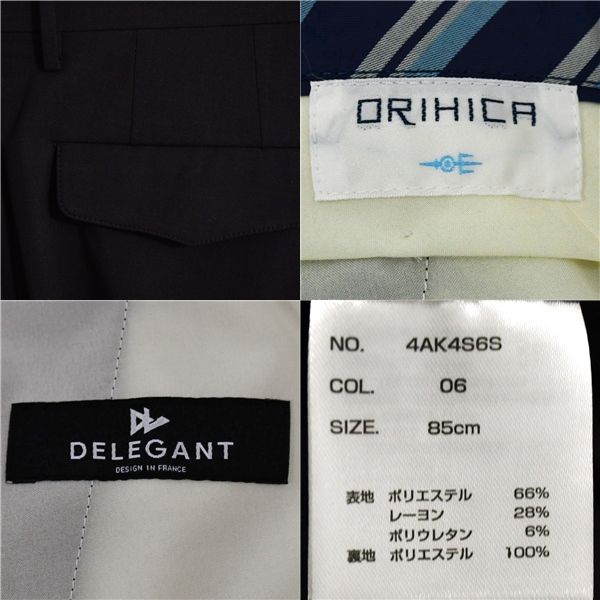 ORIHICA
DELEGANT
DESIGN IN FRANCE
NO. 4AK4S6S
COL. 06
SIZE. 85cm
表地 ポリエステル 66%
レーヨン 28%
ポリウレタン 6%
裏地 ポリエステル 100%